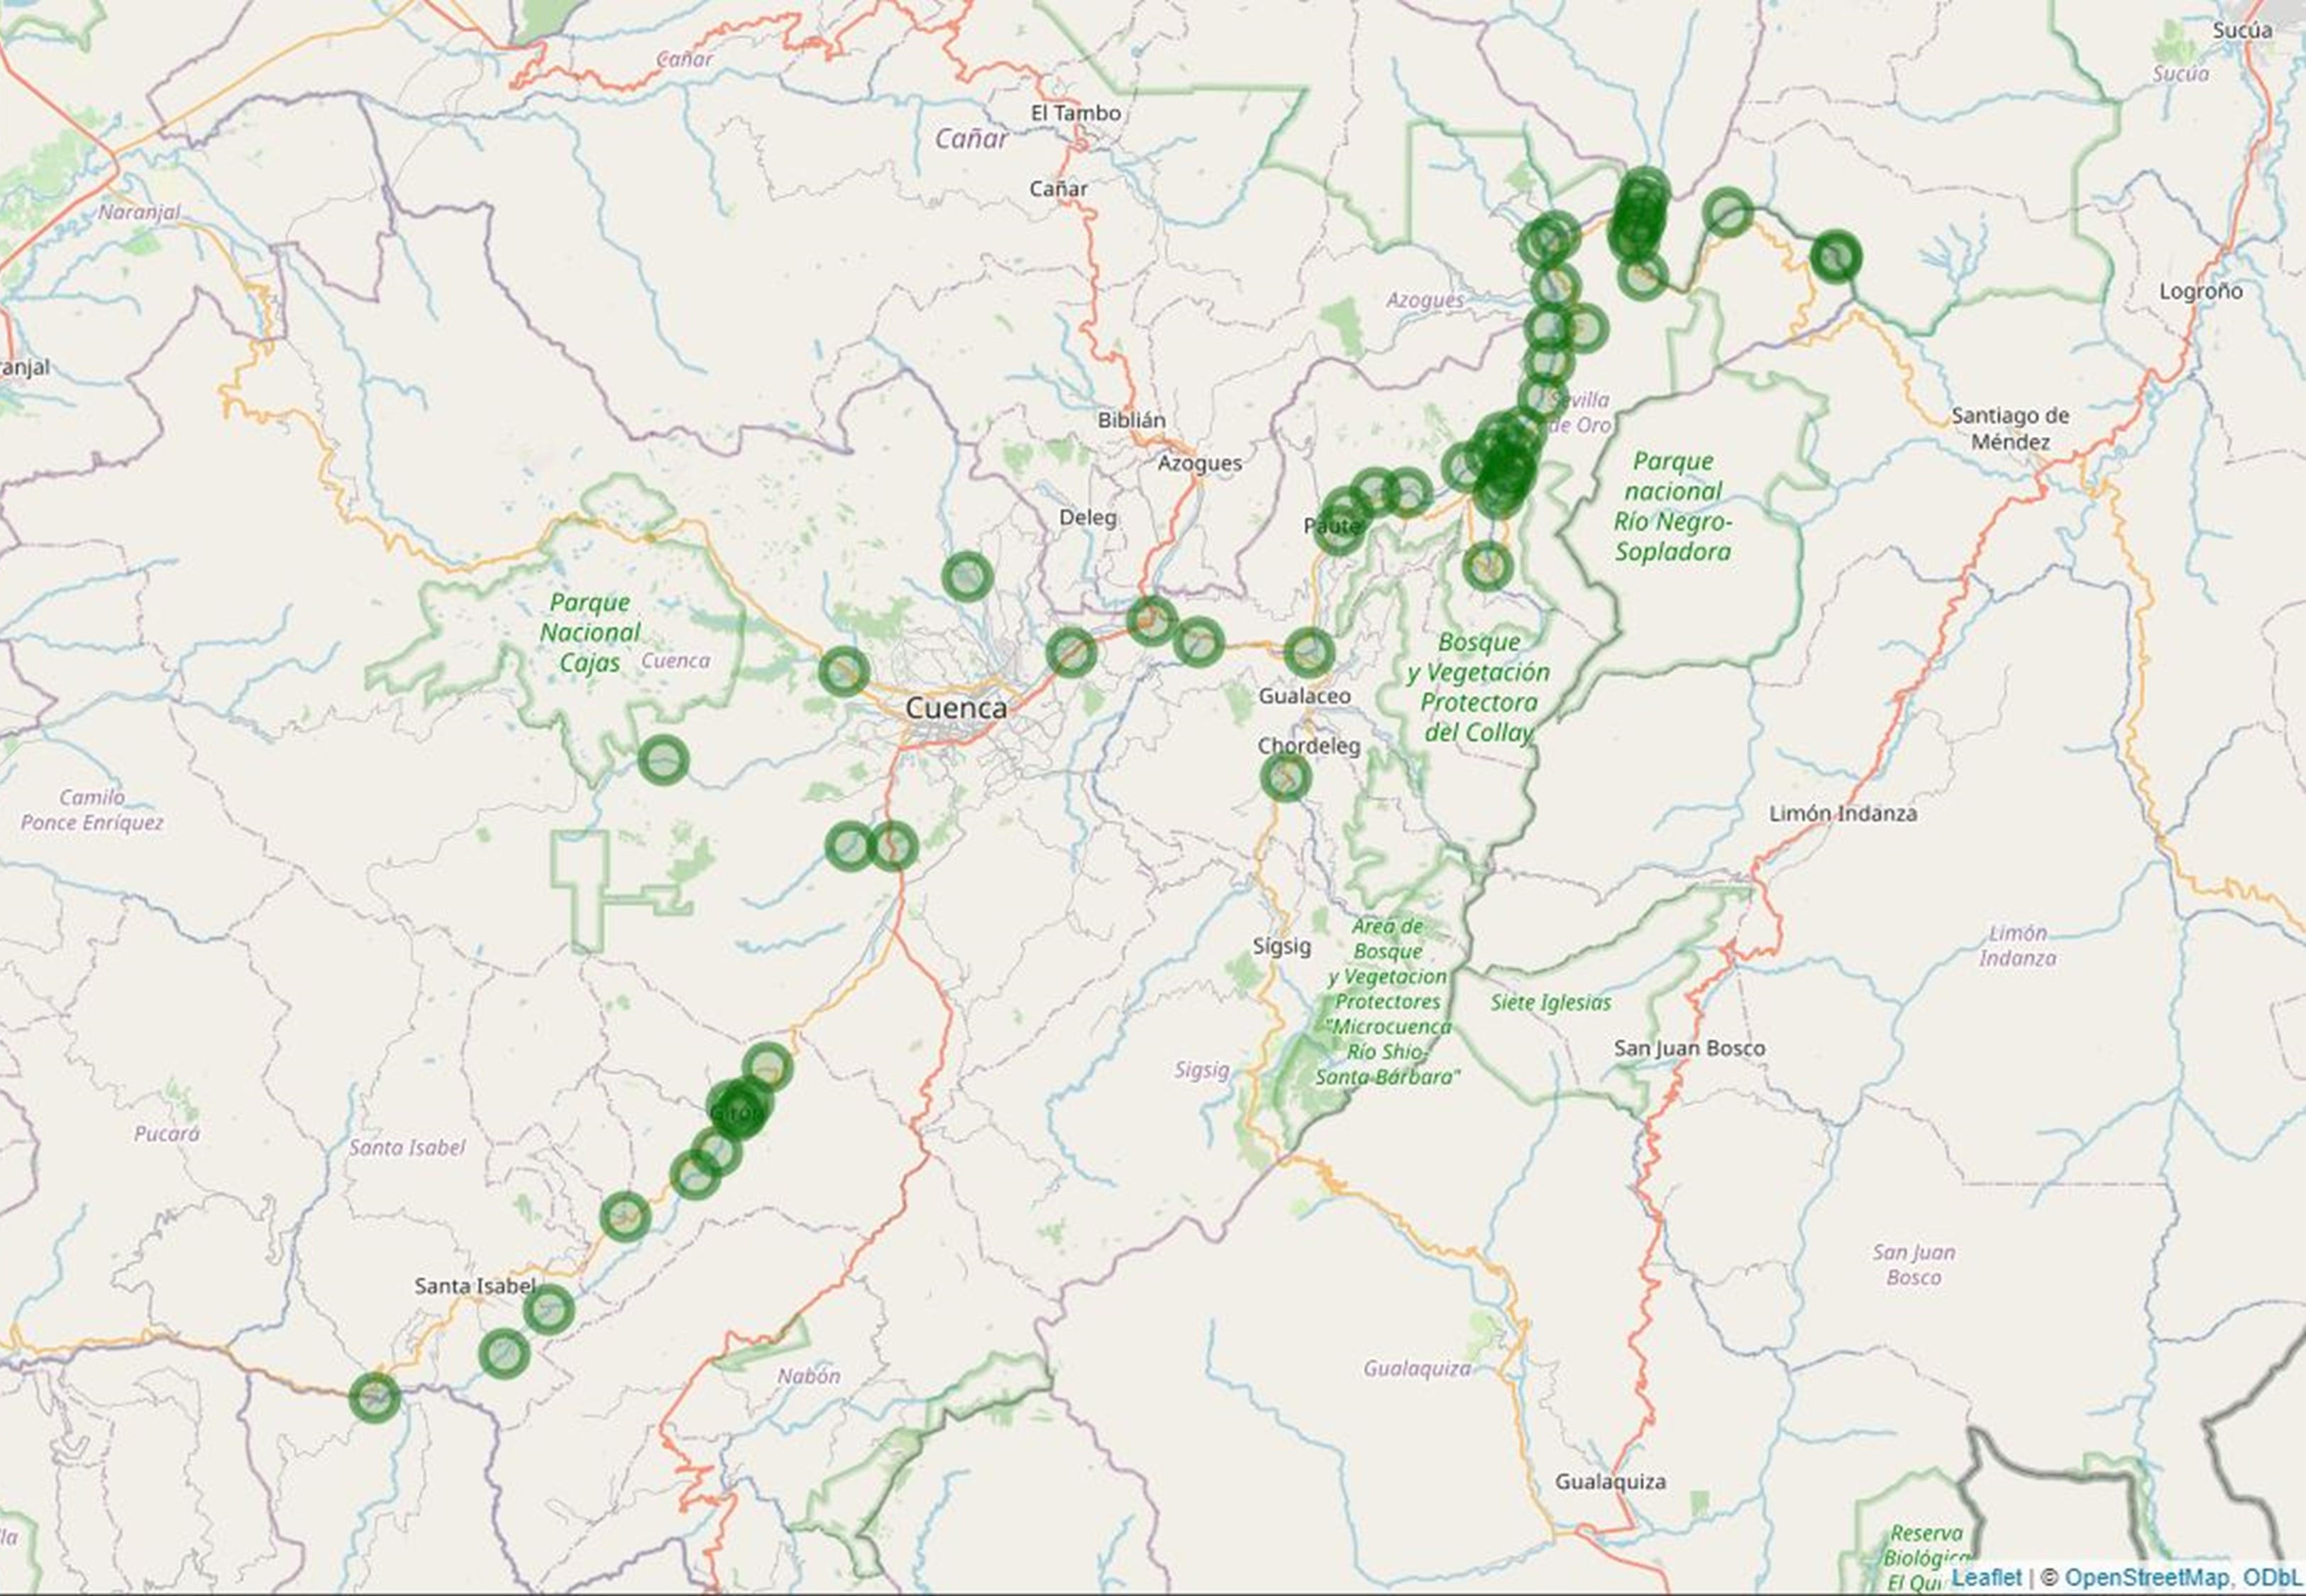 Sucúa
Cañar
Sucúa
El Tambo
Cañar
Cañar
Naranjal
Logroño
Azogues
anjal
Sevilla
de Oro
Santiago de
Méndez
Biblián
Azogues
Parque
nacional
Río Negro-
Sopladora
Deleg
Paute
Parque
Nacional
Cajas
Cuenca
Bosque
y Vegetación
Protectora
del Collay
Gualaceo
Cuenca
Chordeleg
Camilo
Ponce Enríquez
Limón Indanza
Area de
Bosque
y Vegetacion
Protectores
"Microcuenca
Río Shio-
Santa Bárbara"
Limón
Indanza
Sígsig
Siete Iglesias
San Juan Bosco
Sigsig
Girón
Pucará
Santa Isabel
San Juan
Bosco
Santa Isabel
Nabón
Gualaquiza
Gualaquiza
la
Reserva
Biológica
El Qui
Leaflet | © OpenStreetMap, ODbL